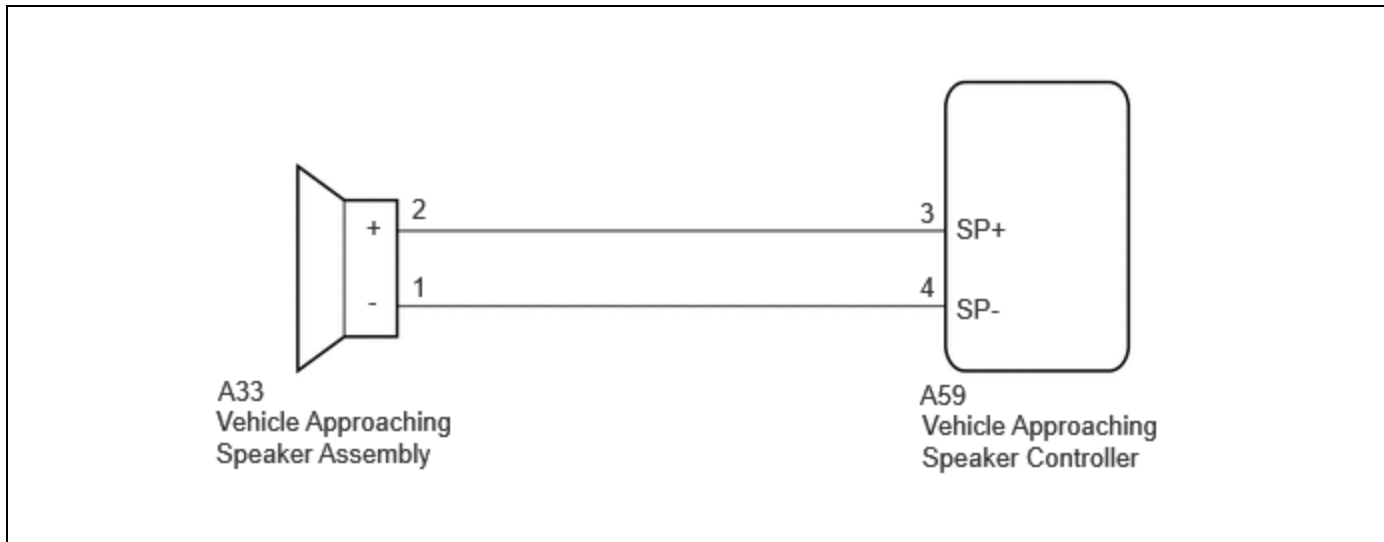 2
3
+
SP+
1
4
-
SP-
A33
Vehicle Approaching
Speaker Assembly
A59
Vehicle Approaching
Speaker Controller